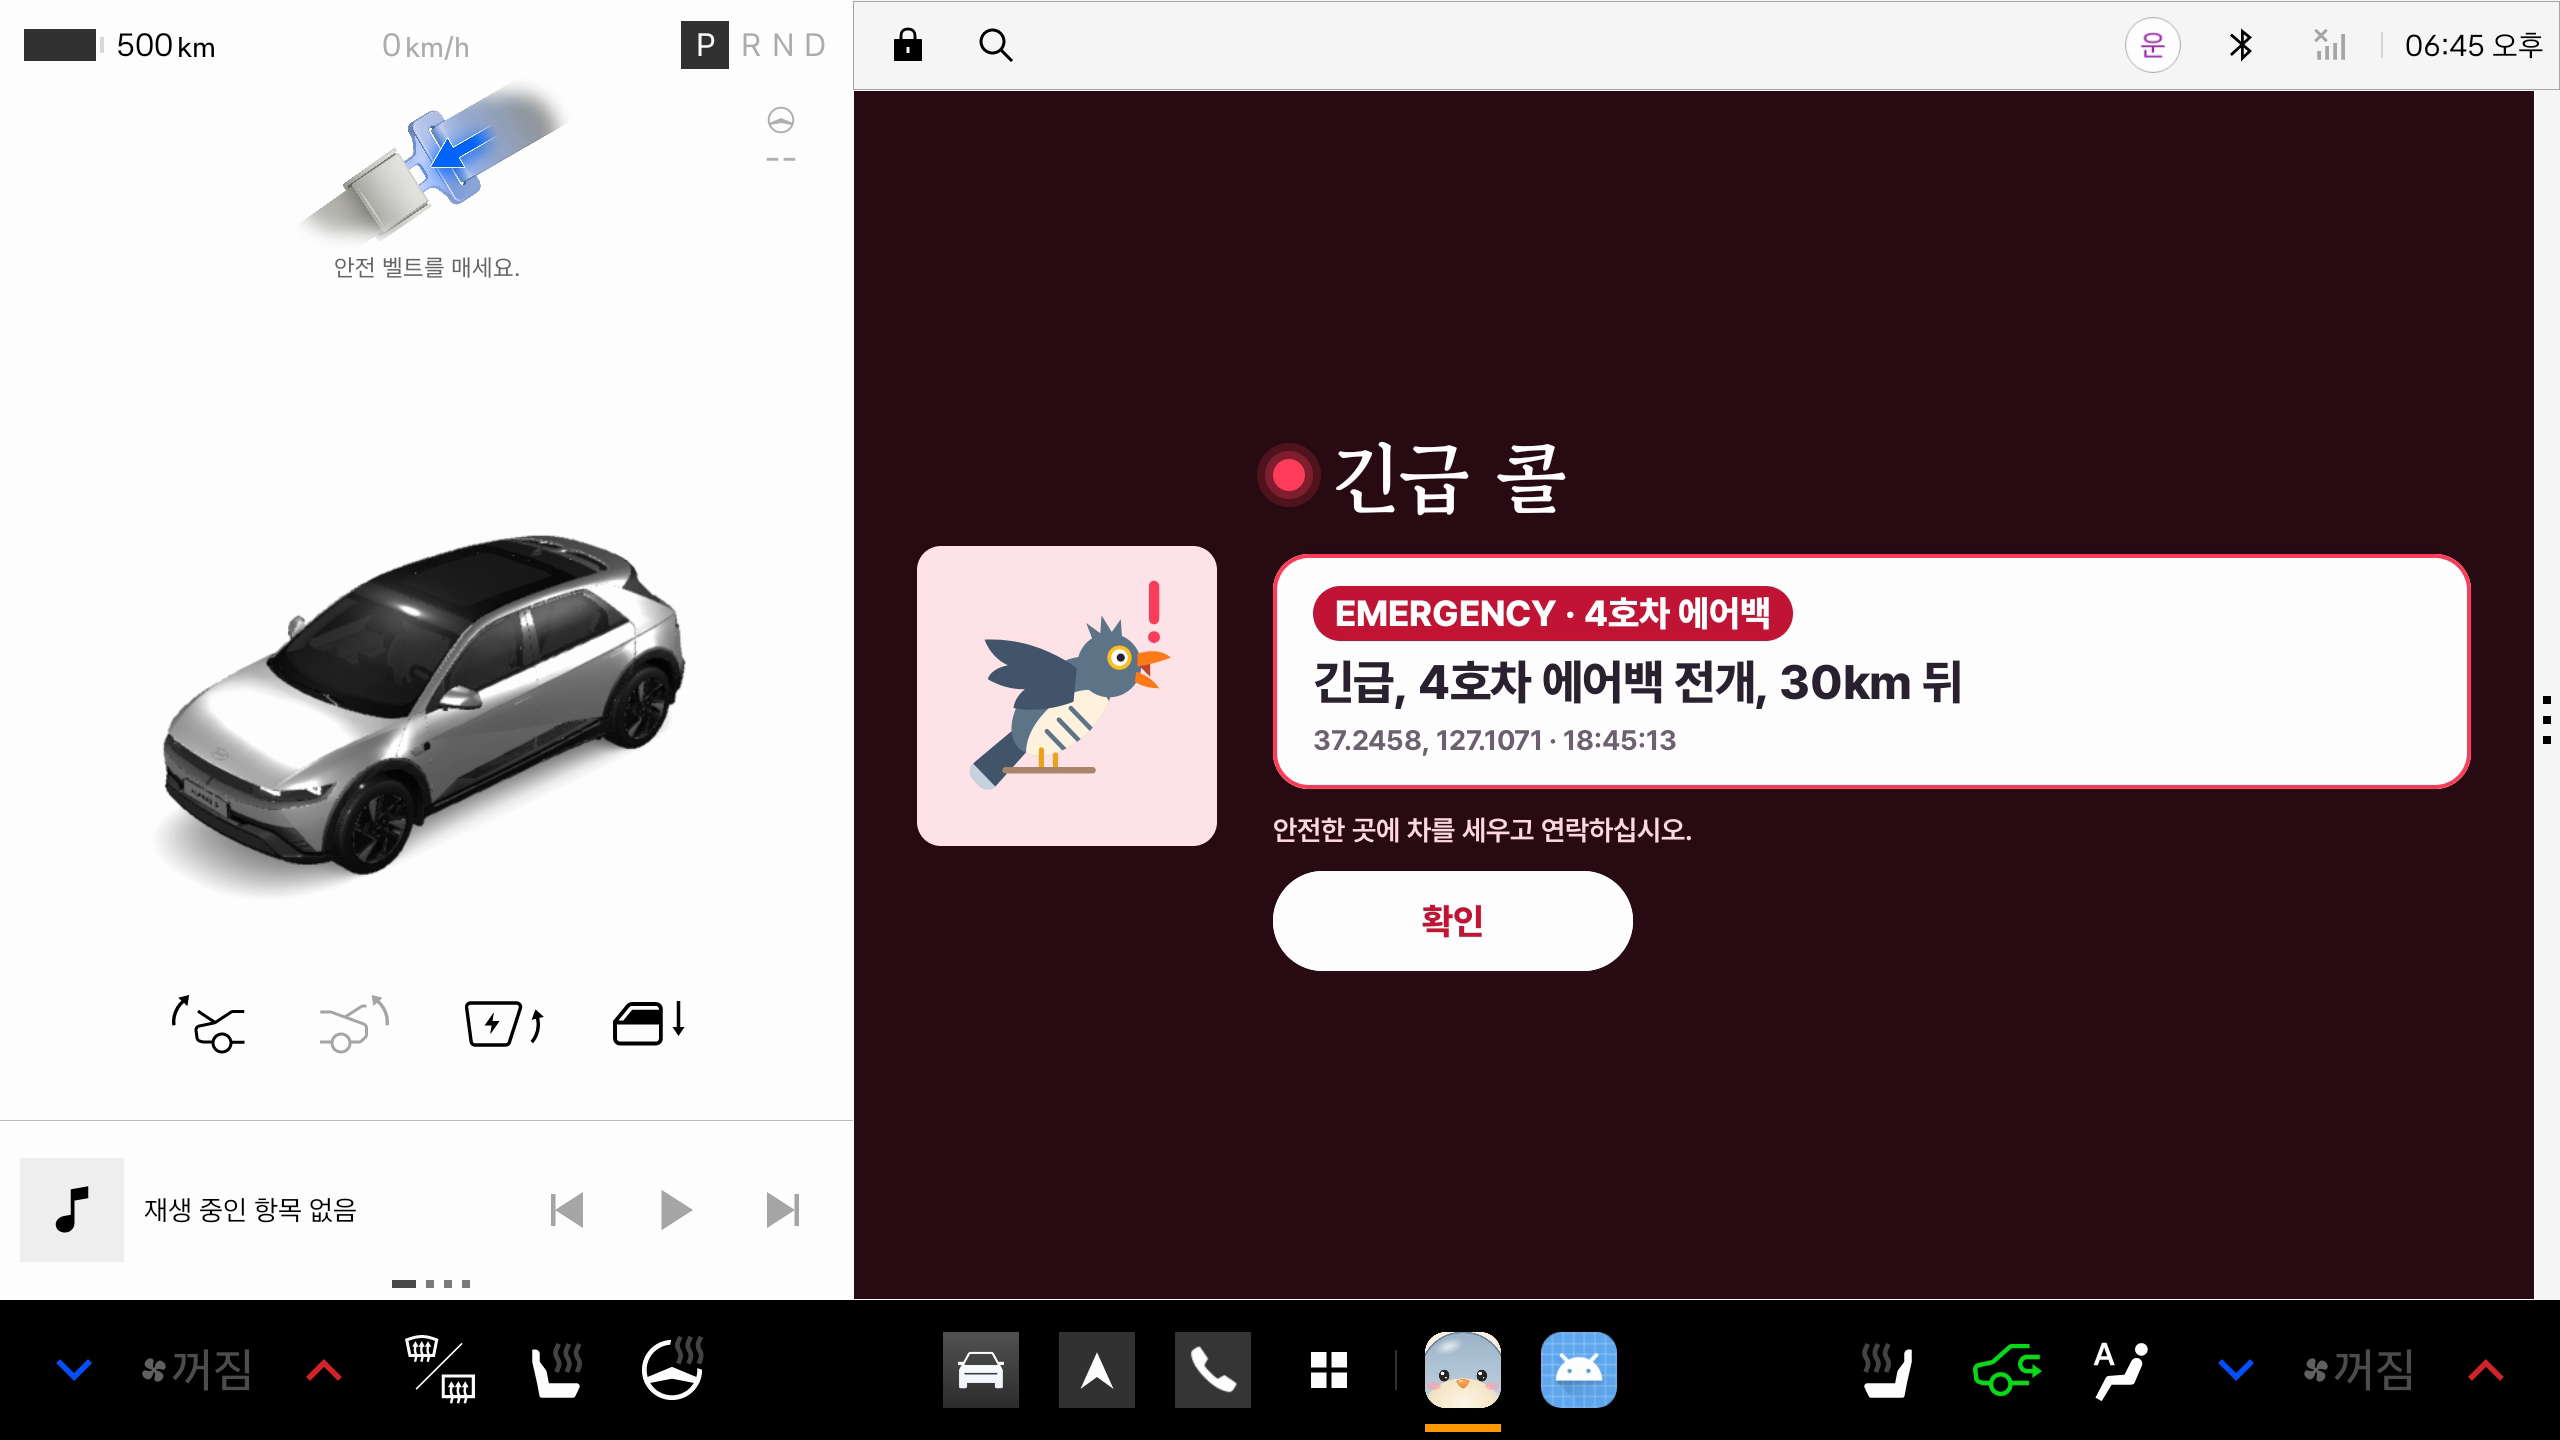 500 km
0 km/h
P R N D
운
06:45 오후
안전 벨트를 매세요.
긴급 콜
EMERGENCY · 4호차 에어백
긴급, 4호차 에어백 전개, 30km 뒤
37.2458, 127.1071 · 18:45:13
안전한 곳에 차를 세우고 연락하십시오.
확인
재생 중인 항목 없음
꺼짐
A
꺼짐